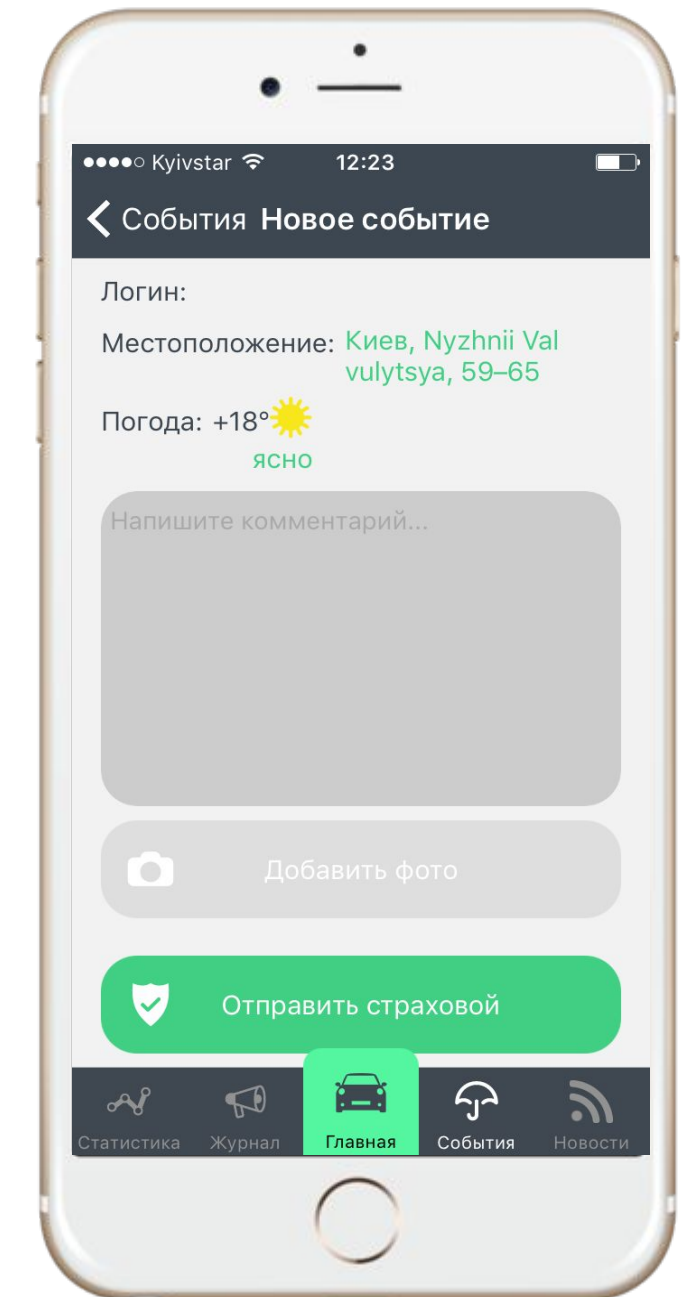 Kyivstar 12:23
События Новое событие
Логин:
Местоположение: Киев, Nyzhnii Val
vulytsya, 59–65
Погода: +18°
ясно
Напишите комментарий...
Добавить фото
Отправить страховой
Статистика Журнал Главная События Новости